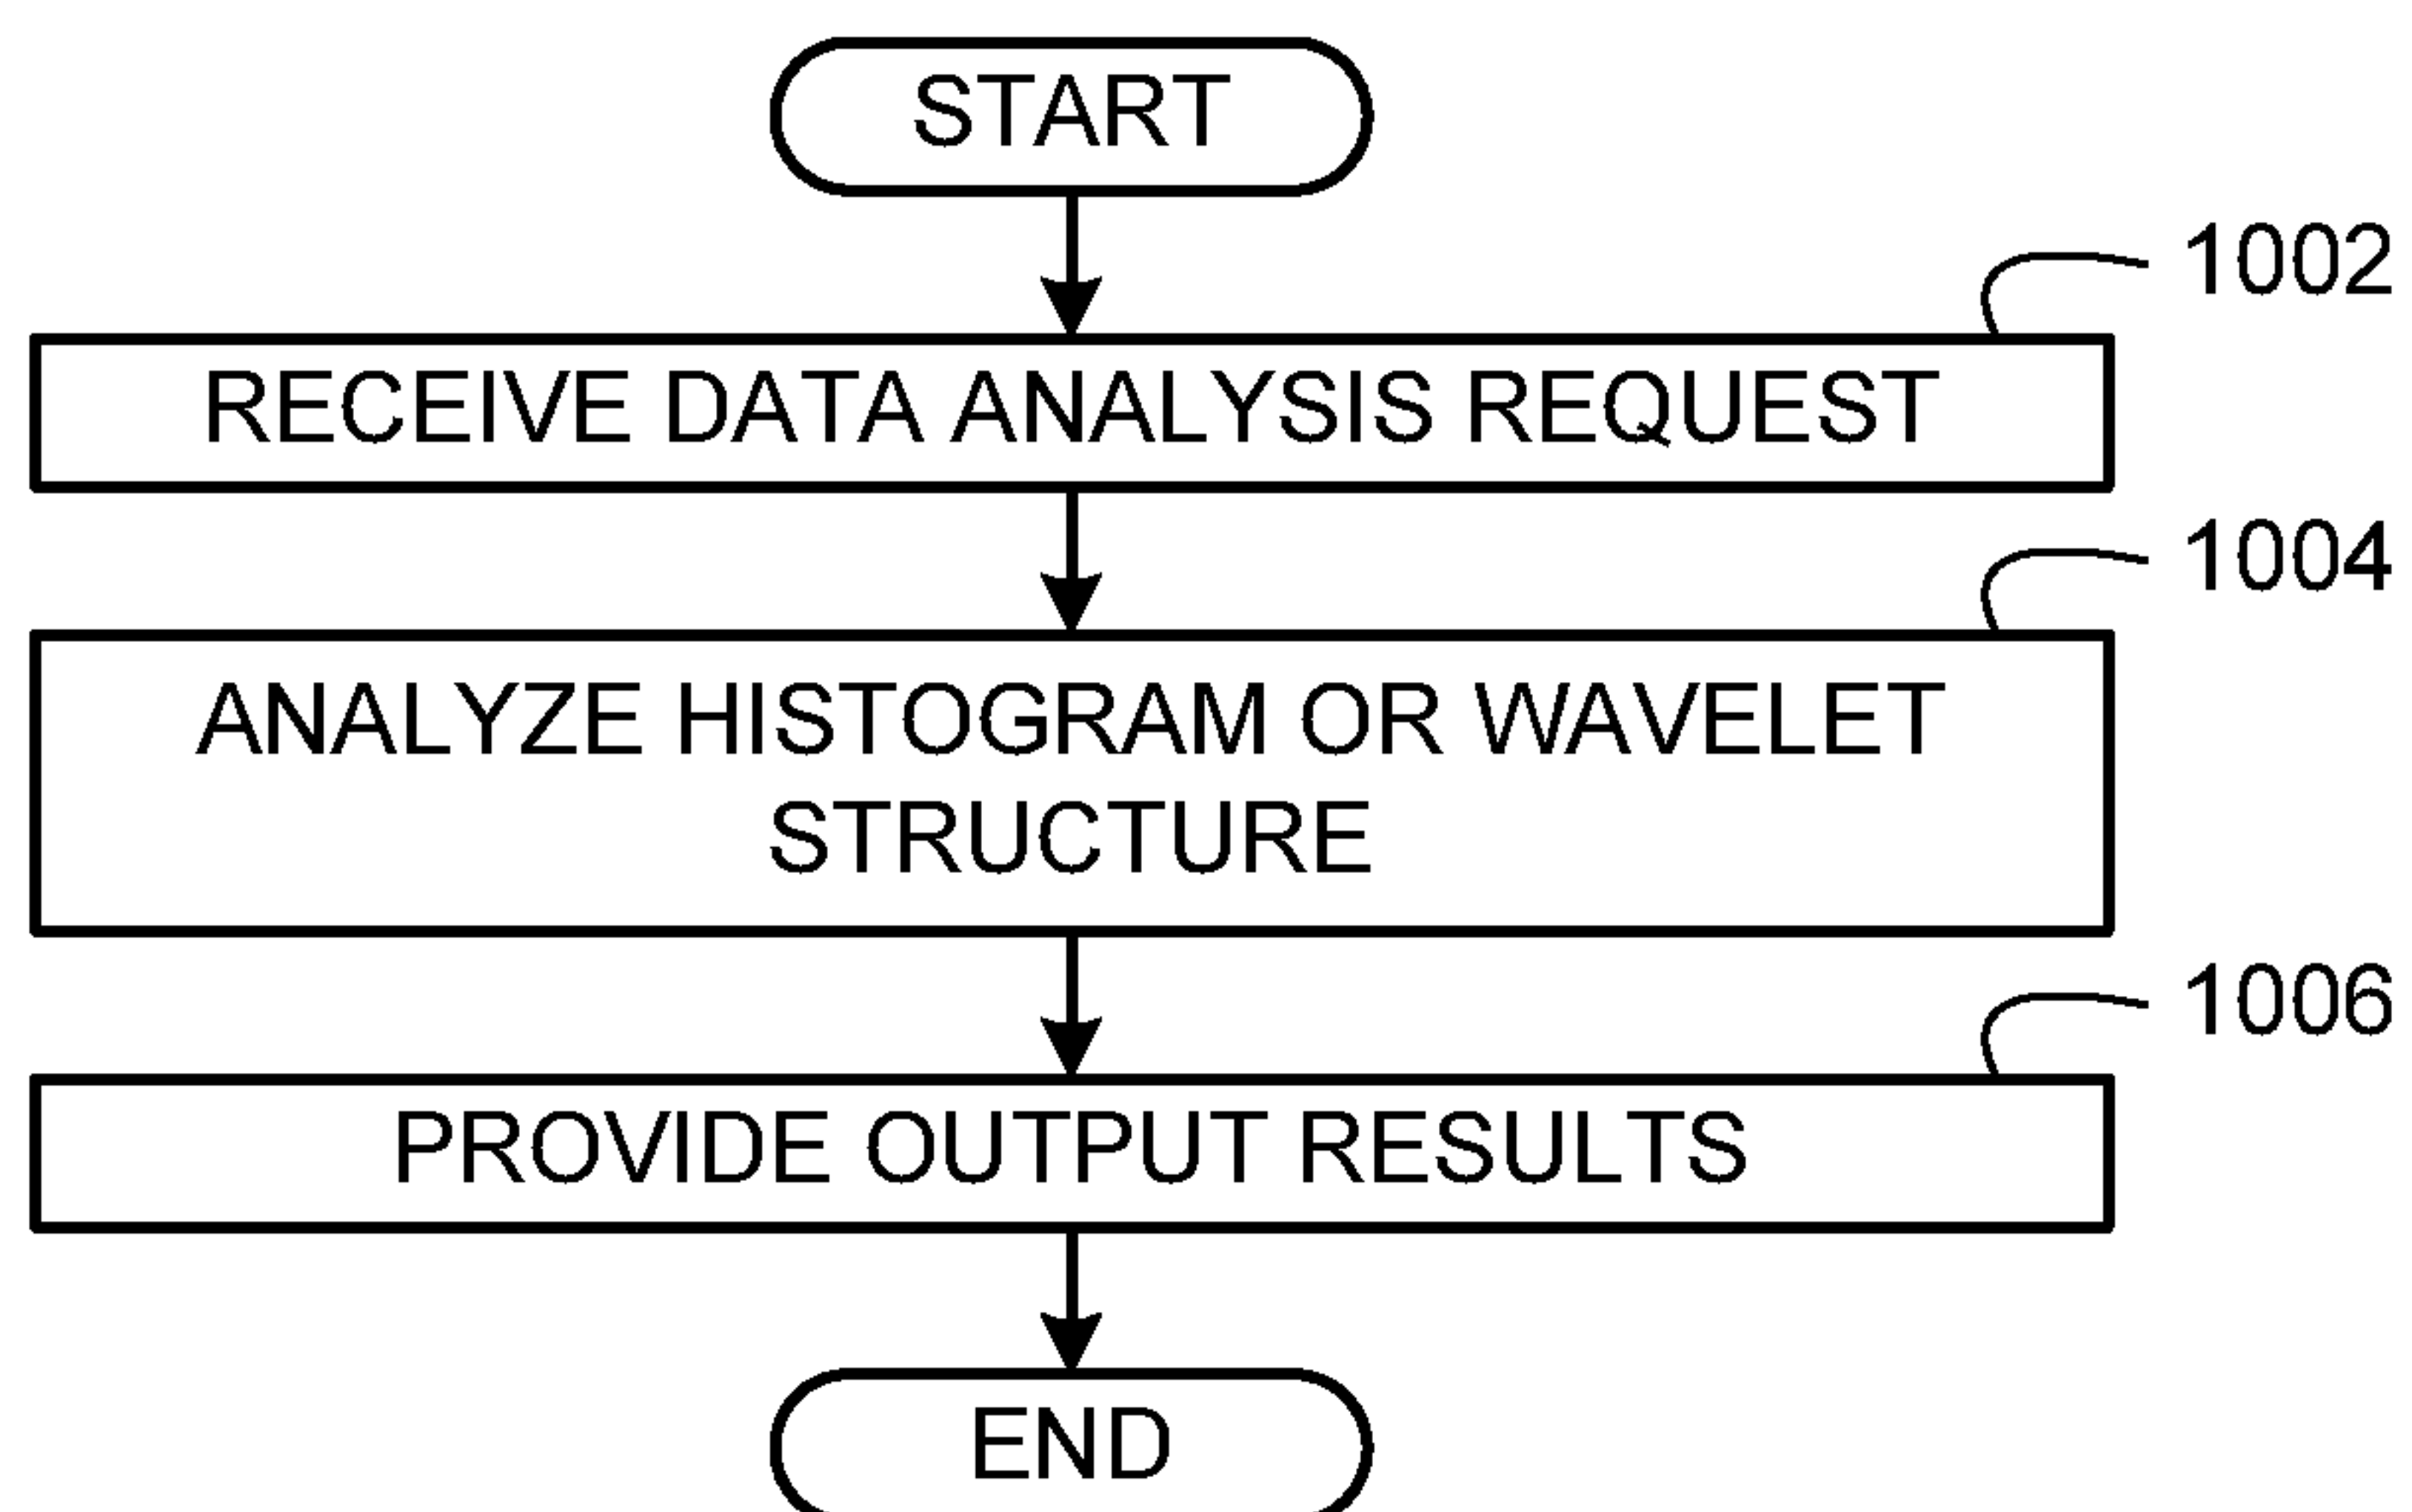 START
1002
RECEIVE DATA ANALYSIS REQUEST
1004
ANALYZE HISTOGRAM OR WAVELET
STRUCTURE
1006
PROVIDE OUTPUT RESULTS
END